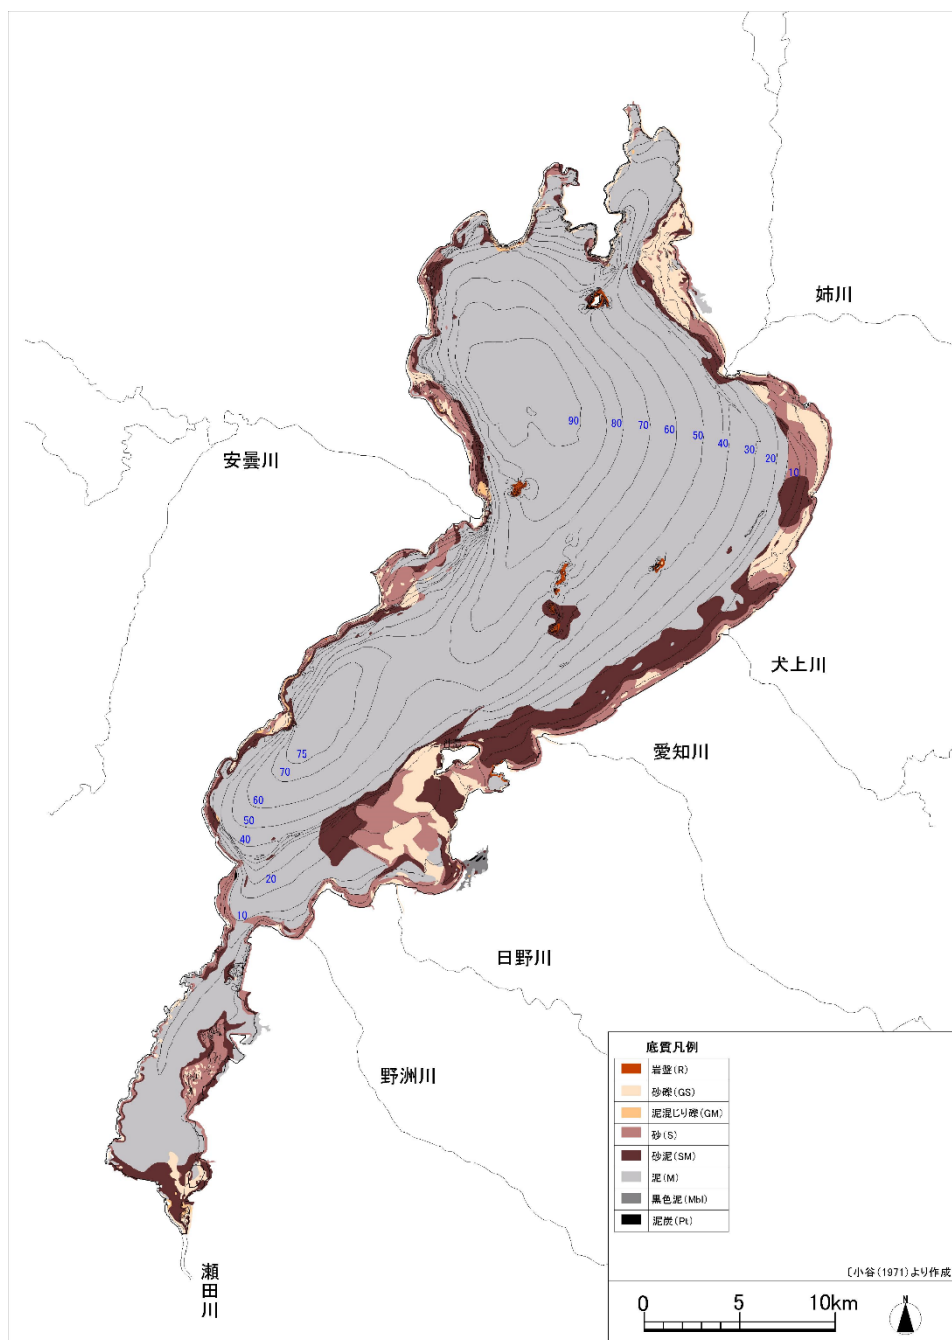 姉川
安曇川
90
80
70
60
50
40
30
20
10
犬上川
愛知川
75
70
60
50
40
20
10
日野川
野洲川
瀬田川
底質凡例
岩盤(R)
砂礫(GS)
泥混じり礫(GM)
砂(S)
砂泥(SM)
泥(M)
黒色泥(Mbl)
泥炭(Pt)
〔小谷(1971)より作成
0 5 10km
N